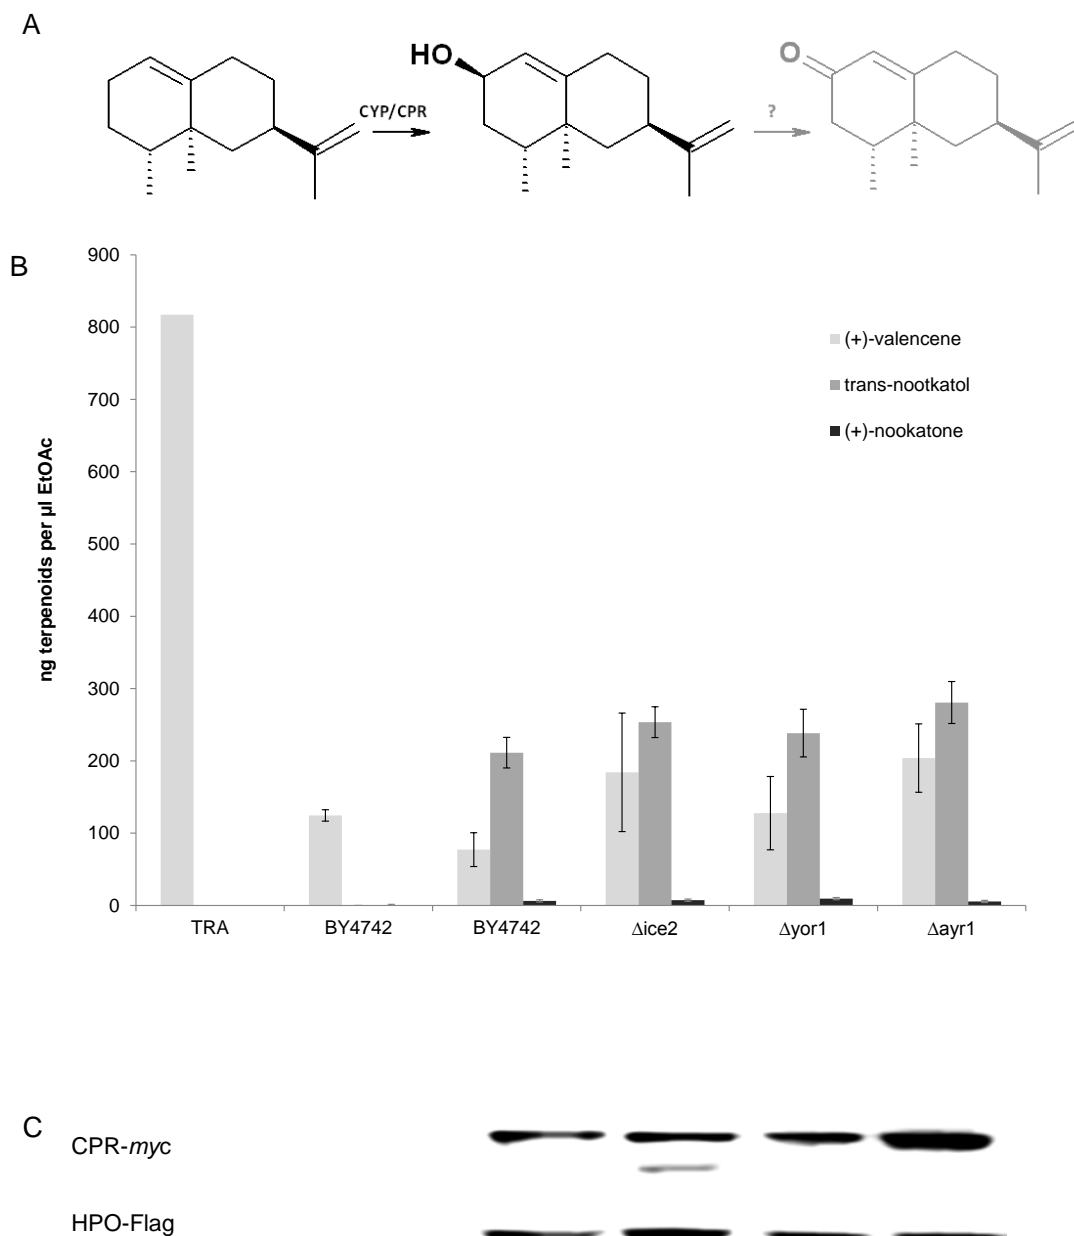 A
HO
O
CYP/CPR
?
B
900
800
700
600
500
400
300
200
100
0
ng terpenoids per µl EtOAc
(+)-valencene
trans-nootkatol
(+)-nookatone
TRA BY4742 BY4742 Δice2 Δyor1 Δayr1
C
CPR-myc
HPO-Flag